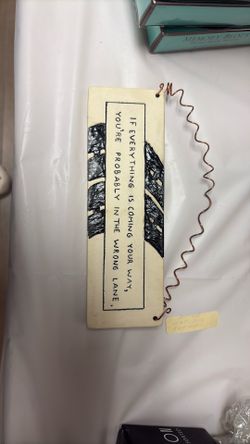 IF EVERYTHING IS COMING YOUR WAY,
YOU'RE PROBABLY IN THE WRONG LANE.